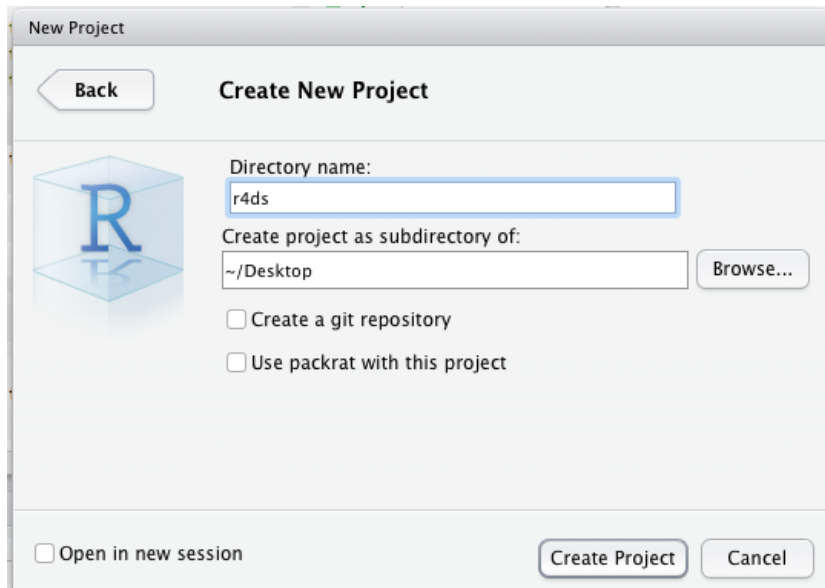 New Project
Back
Create New Project
Directory name:
r4ds
Create project as subdirectory of:
~/Desktop
Browse...
Create a git repository
Use packrat with this project
Open in new session
Create Project
Cancel
R